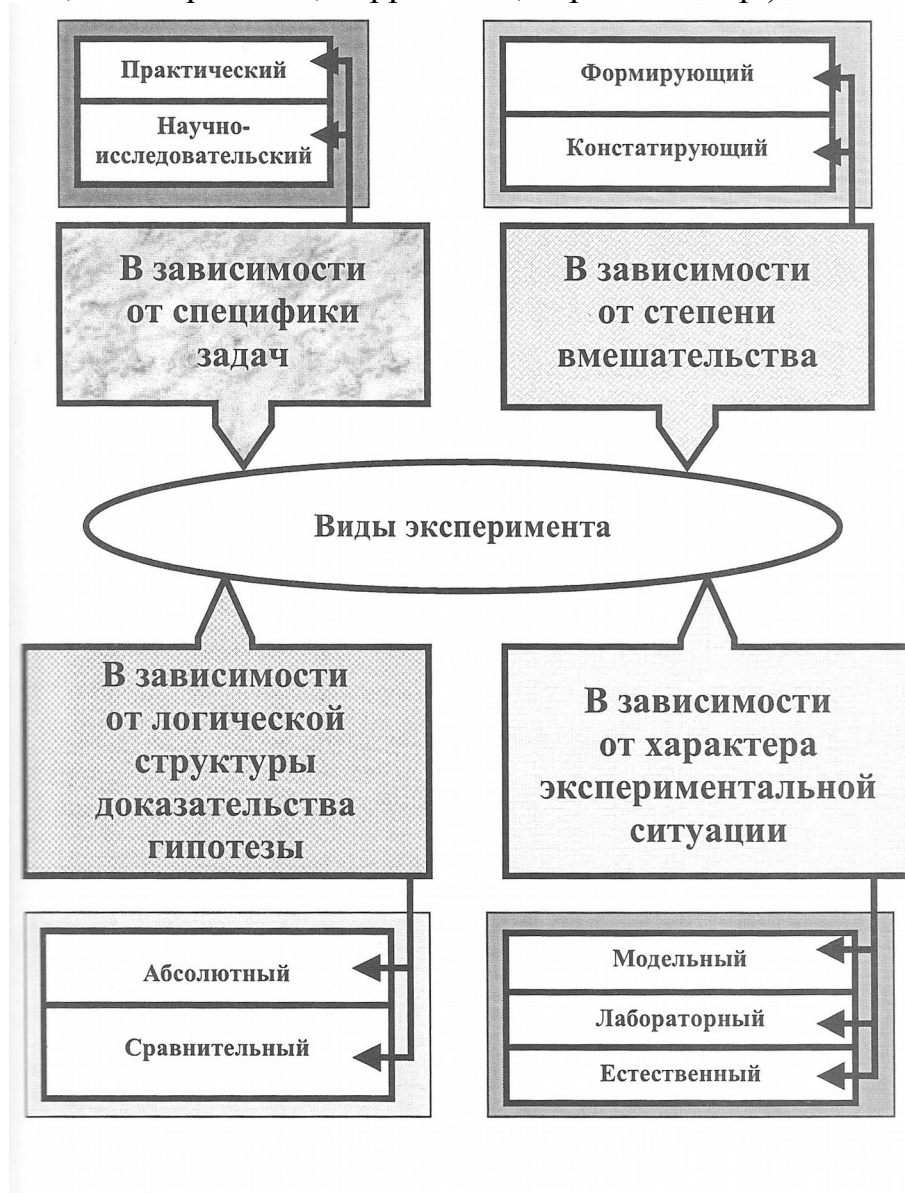 Практический
Научно-
исследовательский
Формирующий
Констатирующий
В зависимости
от специфики
задач
В зависимости
от степени
вмешательства
Виды эксперимента
В зависимости
от логической
структуры
доказательства
гипотезы
В зависимости
от характера
экспериментальной
ситуации
Абсолютный
Сравнительный
Модельный
Лабораторный
Естественный